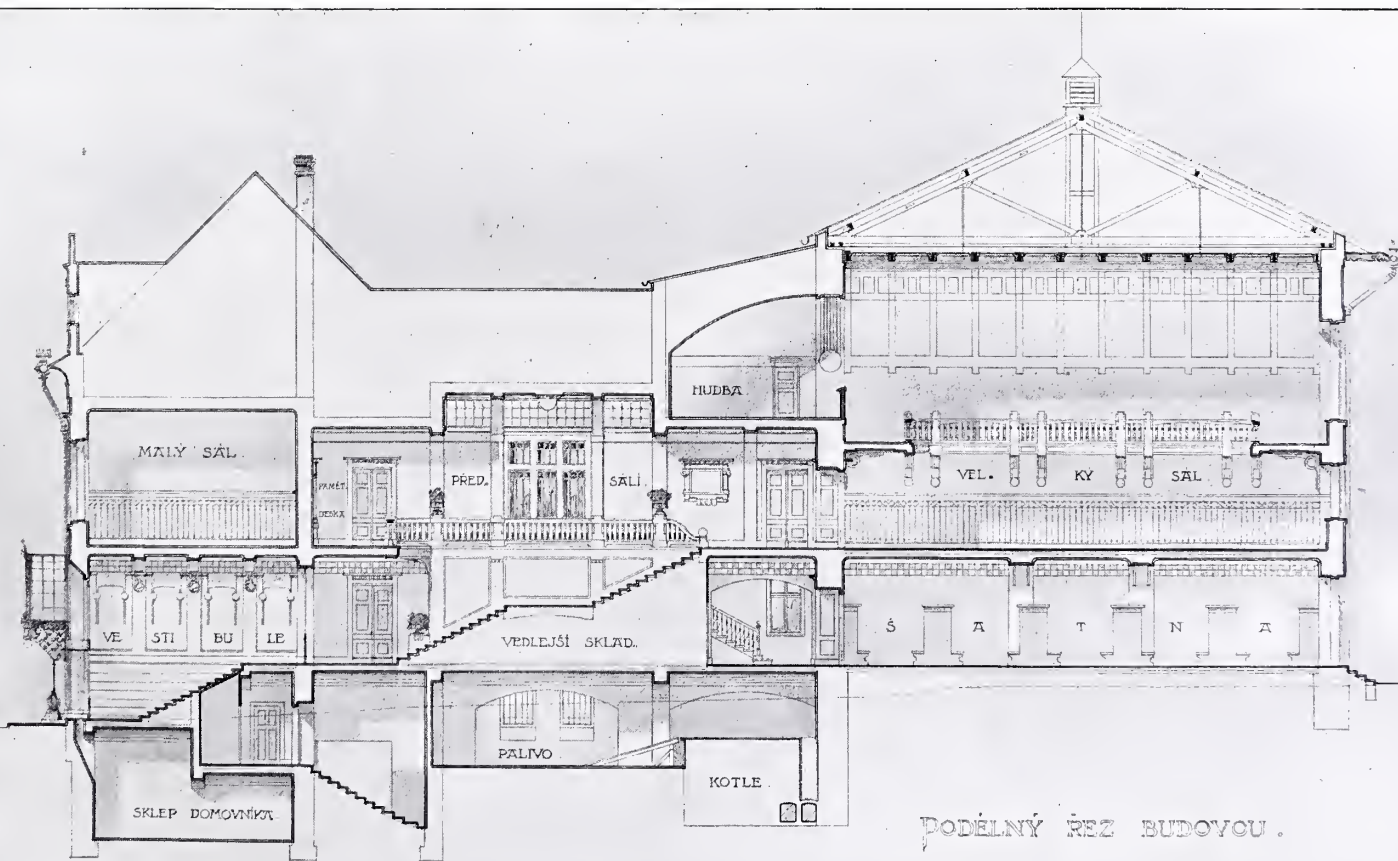 HUDBA.
MALÝ SÁL.
PAMĚT.
DESKA
PŘED. SÁLÍ.
VEL. KÝ SÁL.
VE STI BU LE
VEDLEJŠÍ SKLAD.
Š A T N A
PALIVO.
KOTLE.
SKLEP DOMOVNÍKA.
PODÉLNÝ ŘEZ BUDOVOU.